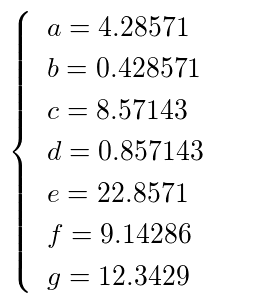 a = 4.28571
b = 0.428571
c = 8.57143
d = 0.857143
e = 22.8571
f = 9.14286
g = 12.3429